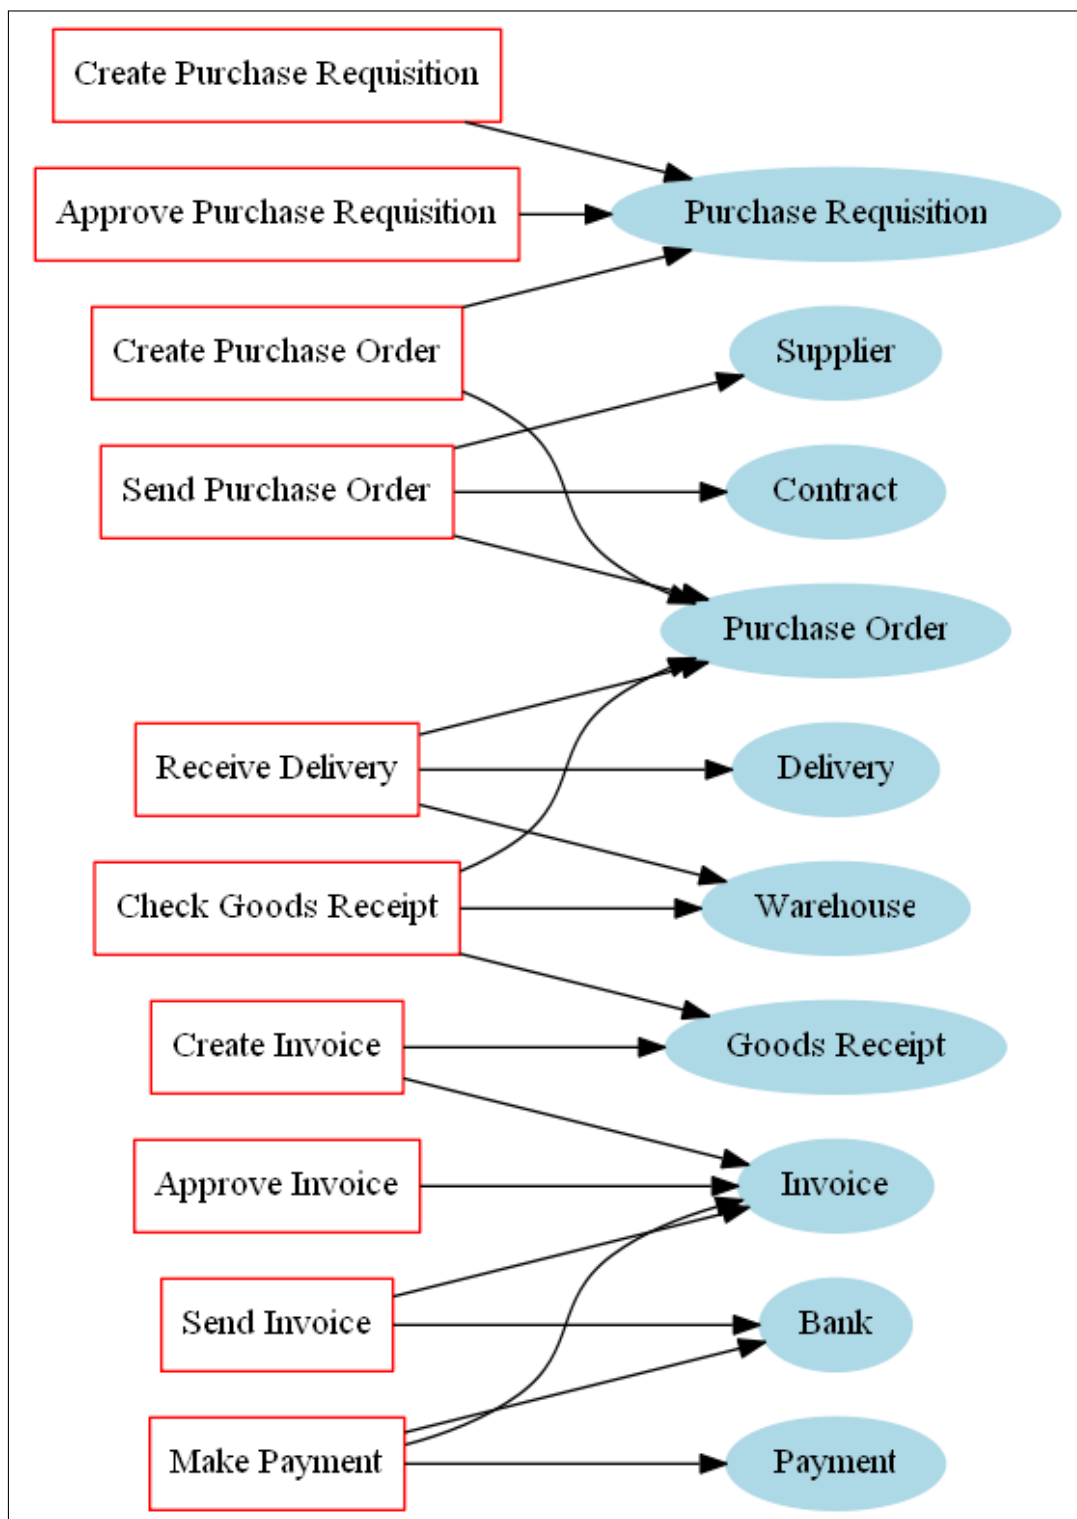 Create Purchase Requisition
Approve Purchase Requisition
Purchase Requisition
Create Purchase Order
Supplier
Send Purchase Order
Contract
Purchase Order
Receive Delivery
Delivery
Check Goods Receipt
Warehouse
Create Invoice
Goods Receipt
Approve Invoice
Invoice
Send Invoice
Bank
Make Payment
Payment